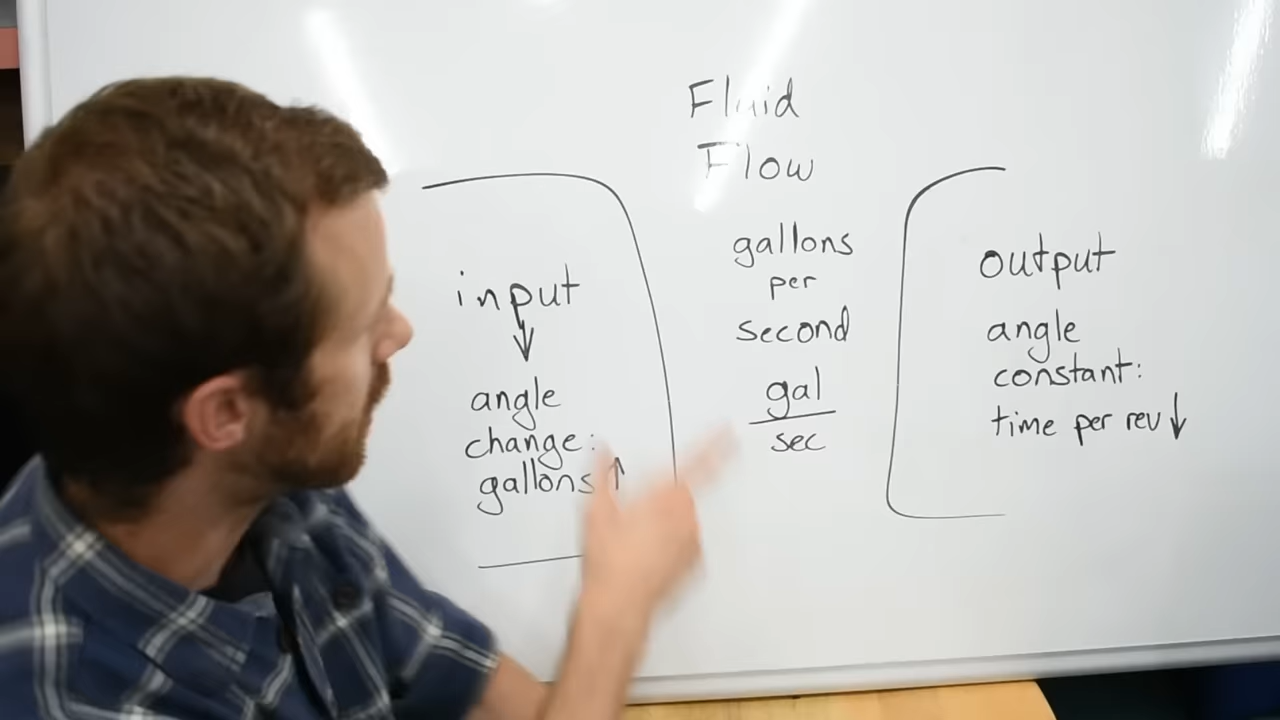 Fluid
Flow
input
↓
angle
change:
gallons ↑
gallons
per
second
gal
sec
output
angle
constant:
time per rev ↓